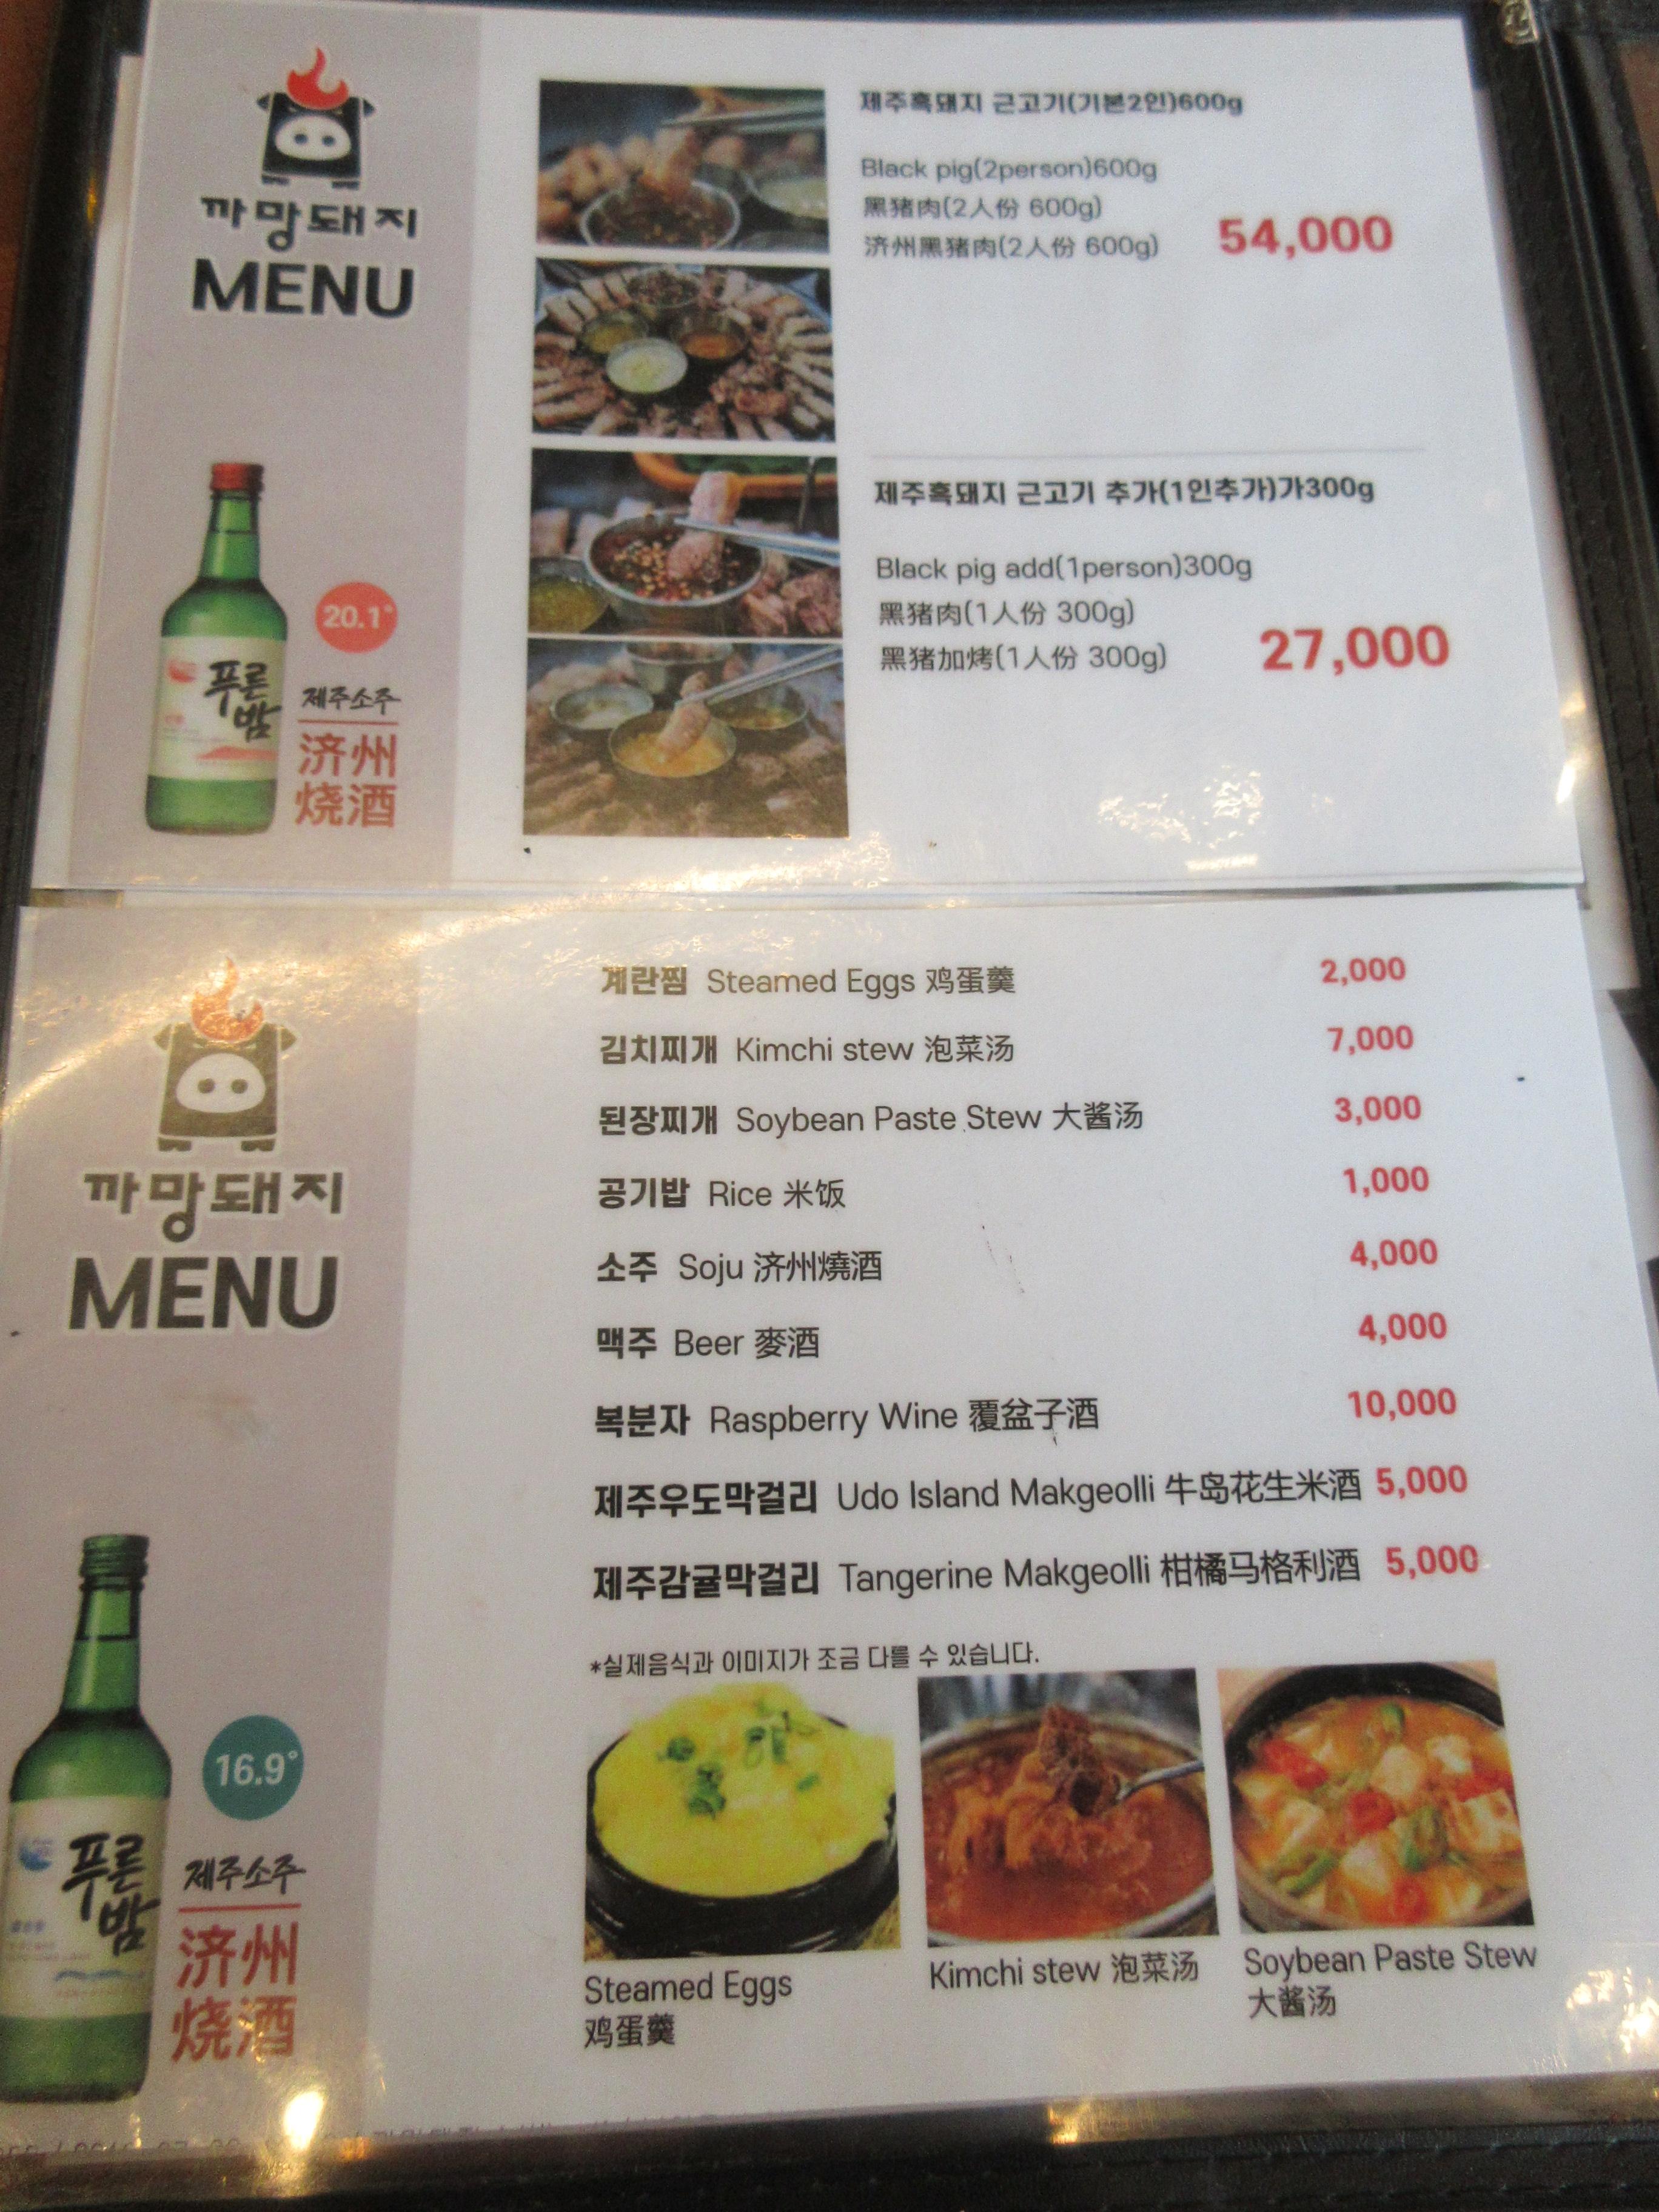 까망돼지
MENU
20.1°
푸른
밤
제주소주
济州
烧酒
제주흑돼지 근고기(기본2인)600g
Black pig(2person)600g
黑猪肉(2人份 600g)
济州黑猪肉(2人份 600g)
54,000
제주흑돼지 근고기 추가(1인추가)가300g
Black pig add(1person)300g
黑猪肉(1人份 300g)
黑猪加烤(1人份 300g)
27,000
까망돼지
MENU
16.9°
푸른
밤
제주소주
济州
烧酒
계란찜 Steamed Eggs 鸡蛋羹 2,000
김치찌개 Kimchi stew 泡菜汤 7,000
된장찌개 Soybean Paste Stew 大酱汤 3,000
공기밥 Rice 米饭 1,000
소주 Soju 济州燒酒 4,000
맥주 Beer 麥酒 4,000
복분자 Raspberry Wine 覆盆子酒 10,000
제주우도막걸리 Udo Island Makgeolli 牛岛花生米酒 5,000
제주감귤막걸리 Tangerine Makgeolli 柑橘马格利酒 5,000
*실제음식과 이미지가 조금 다를 수 있습니다.
Steamed Eggs
鸡蛋羹
Kimchi stew 泡菜汤
Soybean Paste Stew
大酱汤